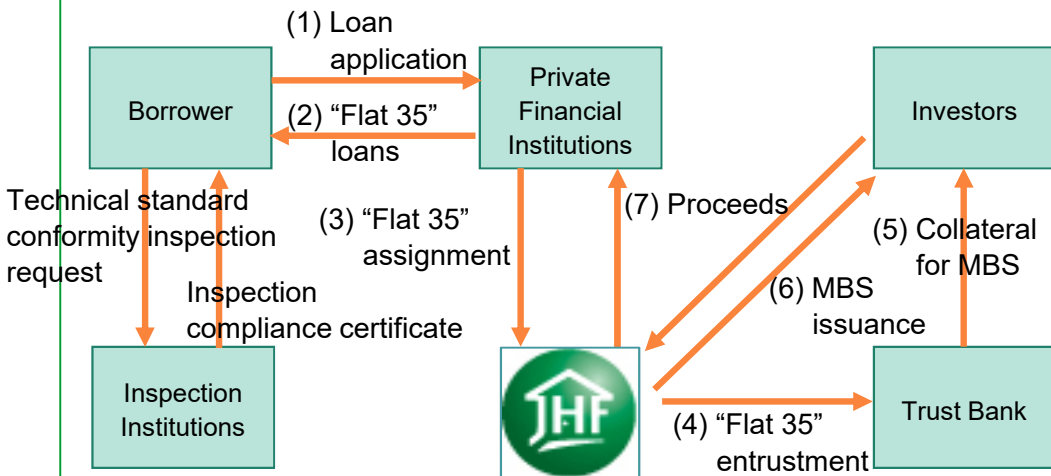 (1) Loan
application
Borrower
(2) “Flat 35”
loans
Private
Financial
Institutions
Investors
Technical standard
conformity inspection
request
(3) “Flat 35”
assignment
(7) Proceeds
(5) Collateral
for MBS
(6) MBS
issuance
Inspection
compliance certificate
Inspection
Institutions
JHF
(4) “Flat 35”
entrustment
Trust Bank